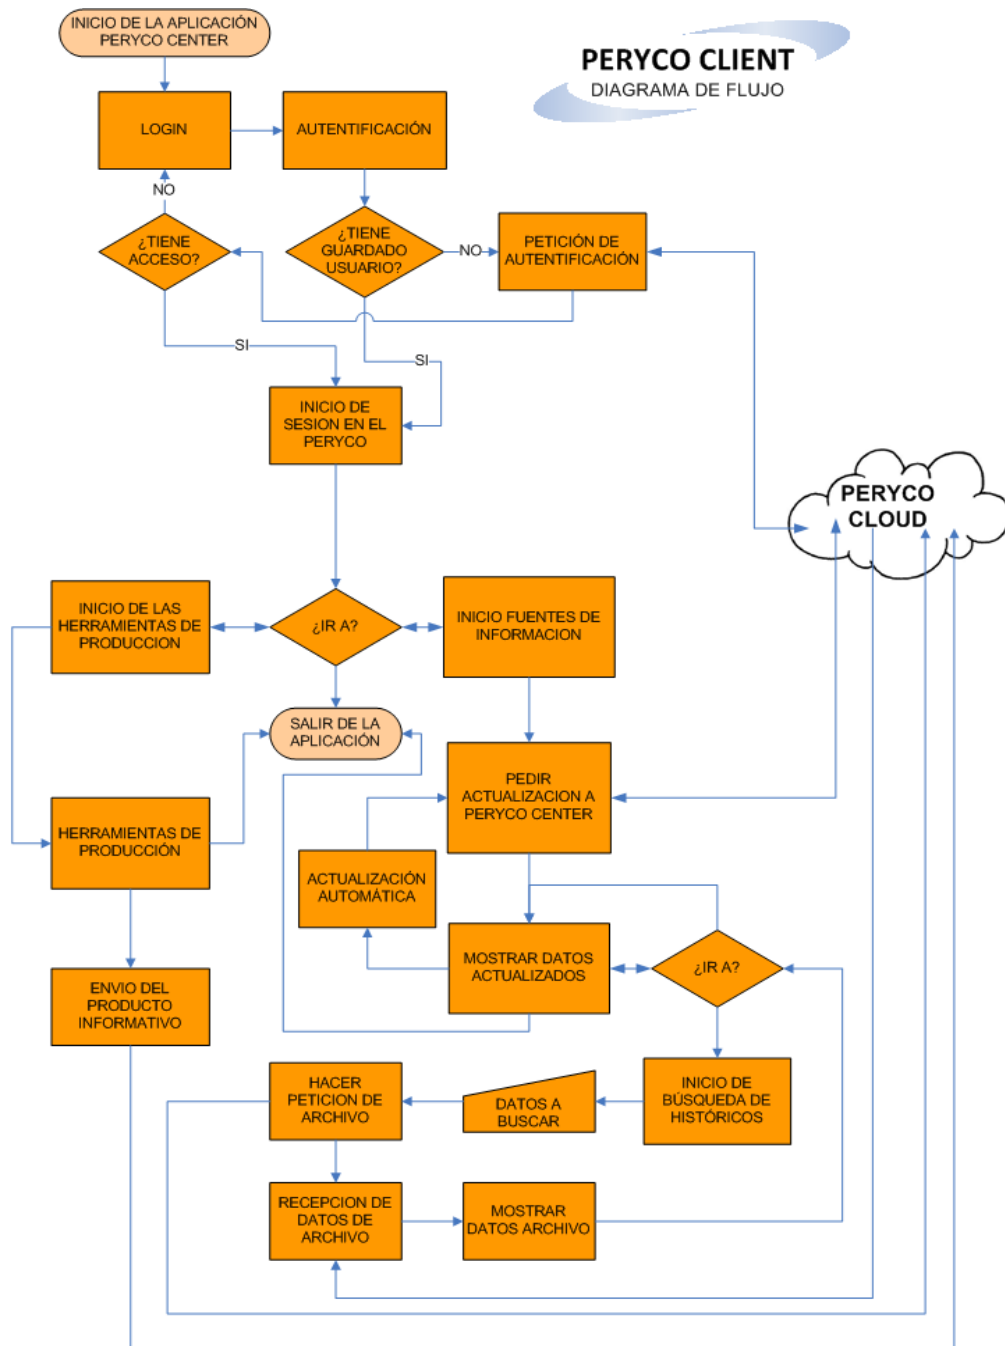 INICIO DE LA APLICACIÓN
PERYCO CENTER
PERYCO CLIENT
DIAGRAMA DE FLUJO
LOGIN
AUTENTIFICACIÓN
NO
¿TIENE
ACCESO?
¿TIENE
GUARDADO
USUARIO?
NO
PETICIÓN DE
AUTENTIFICACIÓN
SI
SI
INICIO DE
SESION EN EL
PERYCO
PERYCO
CLOUD
INICIO DE LAS
HERRAMIENTAS DE
PRODUCCION
¿IR A?
INICIO FUENTES DE
INFORMACION
SALIR DE LA
APLICACIÓN
PEDIR
ACTUALIZACION A
PERYCO CENTER
HERRAMIENTAS DE
PRODUCCIÓN
ACTUALIZACIÓN
AUTOMÁTICA
MOSTRAR DATOS
ACTUALIZADOS
¿IR A?
ENVIO DEL
PRODUCTO
INFORMATIVO
HACER
PETICION DE
ARCHIVO
DATOS A
BUSCAR
INICIO DE
BÚSQUEDA DE
HISTÓRICOS
RECEPCION DE
DATOS DE
ARCHIVO
MOSTRAR
DATOS ARCHIVO